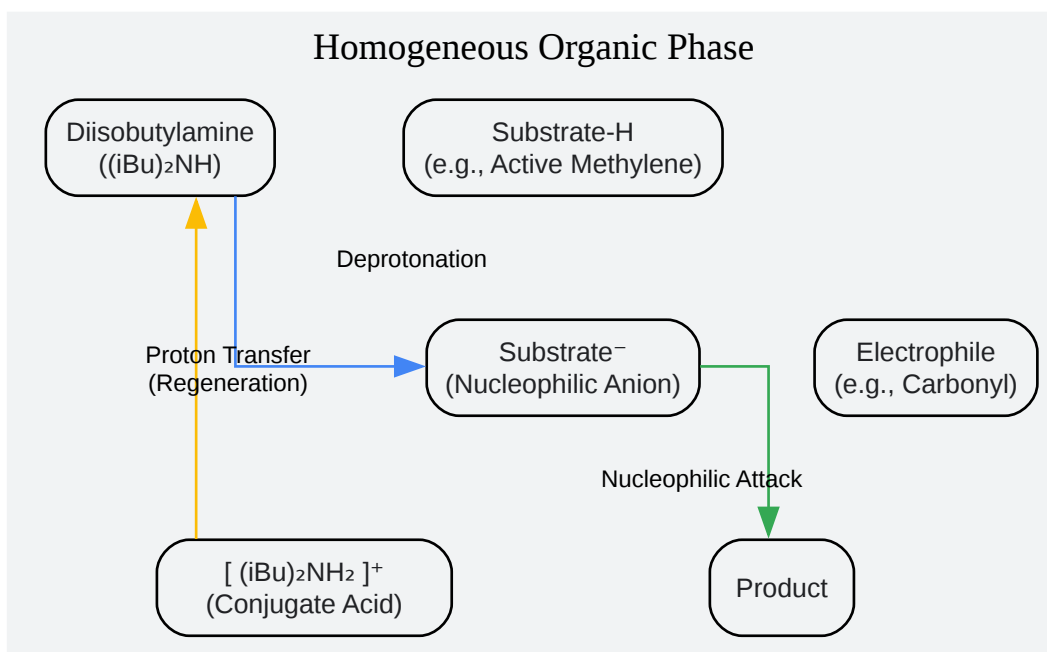 Homogeneous Organic Phase
Diisobutylamine
((iBu)₂NH)
Substrate-H
(e.g., Active Methylene)
Deprotonation
Proton Transfer
(Regeneration)
Substrate⁻
(Nucleophilic Anion)
Electrophile
(e.g., Carbonyl)
Nucleophilic Attack
[ (iBu)₂NH₂ ]⁺
(Conjugate Acid)
Product